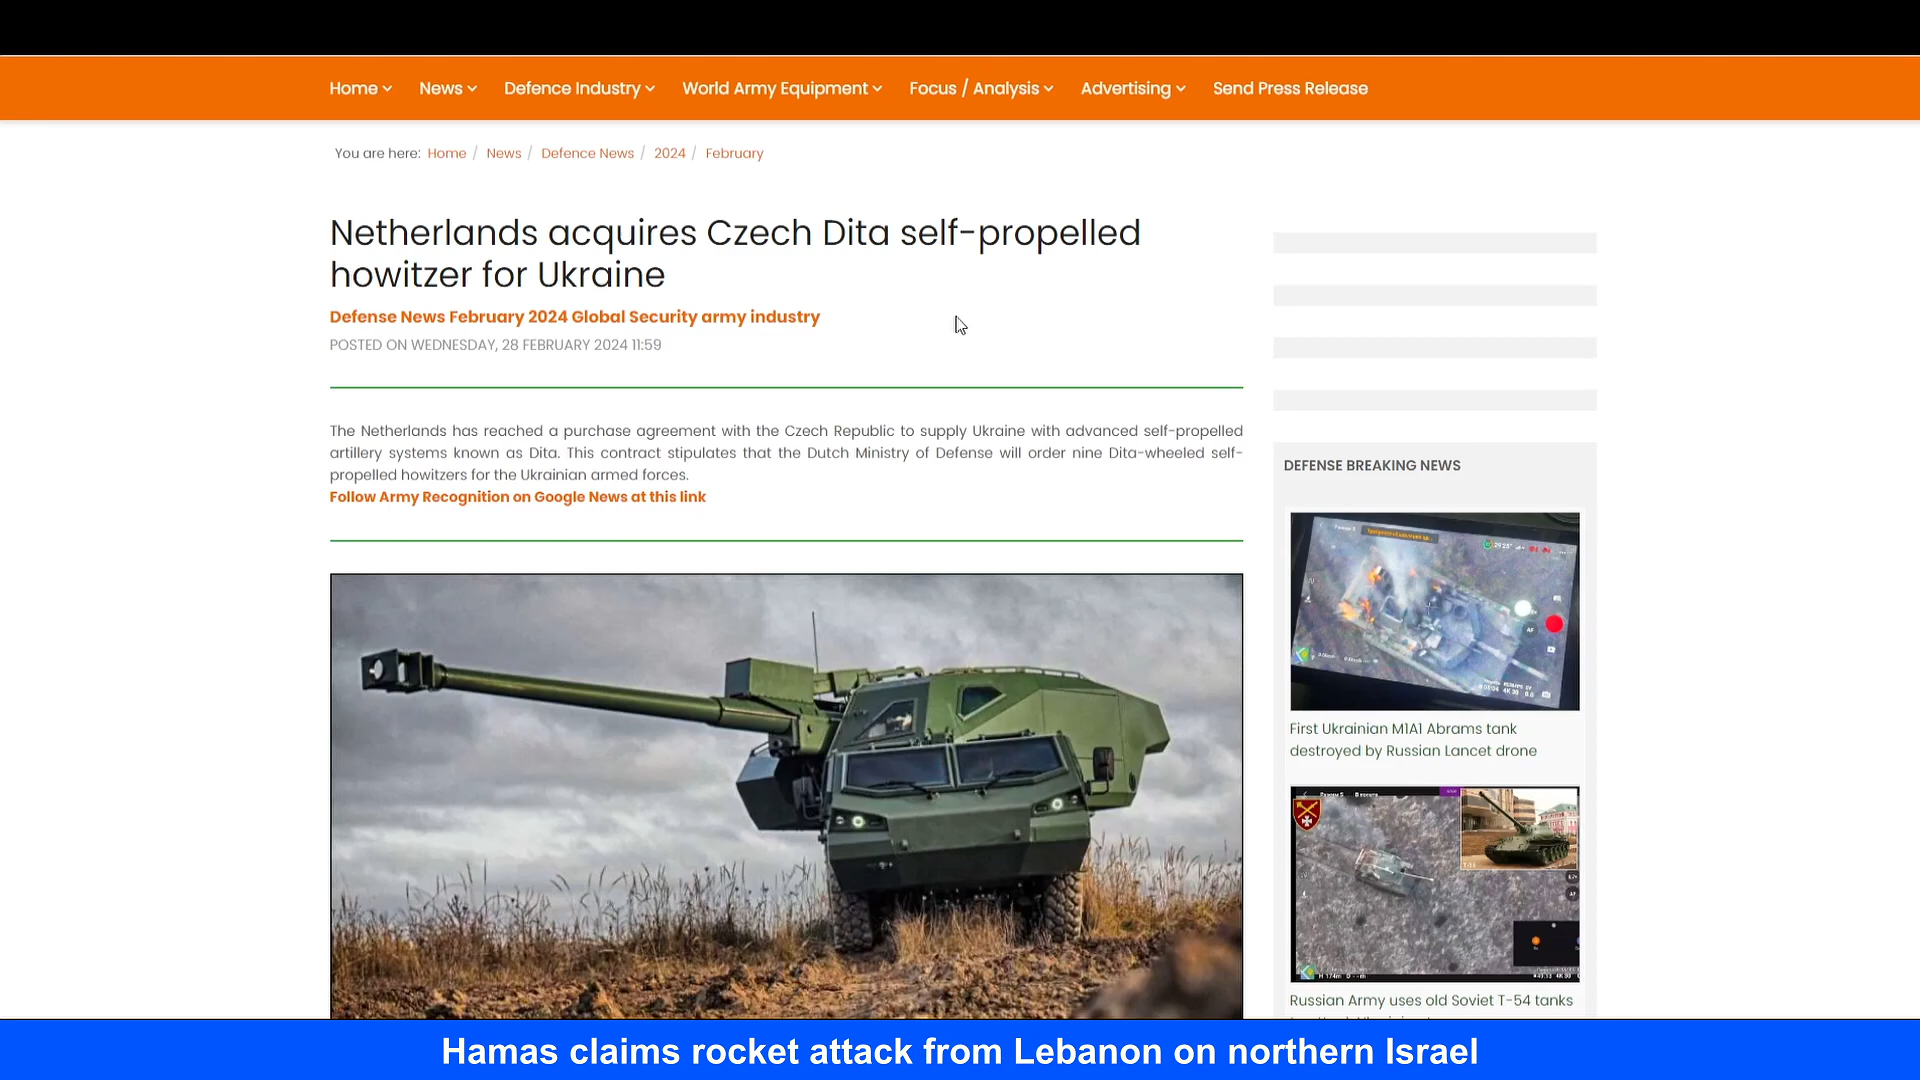 Home News Defence Industry World Army Equipment Focus / Analysis Advertising Send Press Release
You are here: Home / News / Defence News / 2024 / February
Netherlands acquires Czech Dita self-propelled
howitzer for Ukraine
Defense News February 2024 Global Security army industry
POSTED ON WEDNESDAY, 28 FEBRUARY 2024 11:59
The Netherlands has reached a purchase agreement with the Czech Republic to supply Ukraine with advanced self-propelled
artillery systems known as Dita. This contract stipulates that the Dutch Ministry of Defense will order nine Dita-wheeled self-
propelled howitzers for the Ukrainian armed forces.
Follow Army Recognition on Google News at this link
DEFENSE BREAKING NEWS
First Ukrainian M1A1 Abrams tank
destroyed by Russian Lancet drone
Russian Army uses old Soviet T-54 tanks
Hamas claims rocket attack from Lebanon on northern Israel